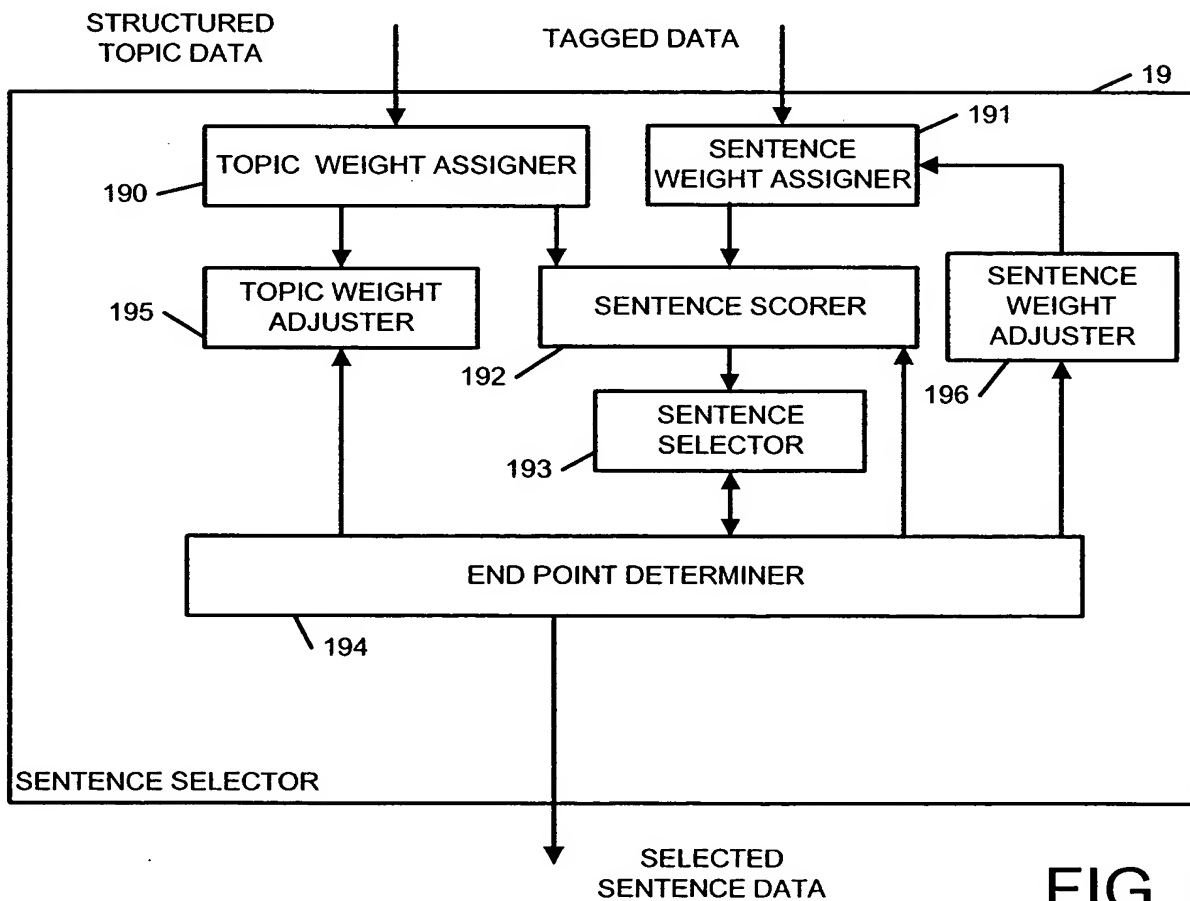 STRUCTURED
TOPIC DATA
TAGGED DATA
19
TOPIC WEIGHT ASSIGNER
190
SENTENCE
WEIGHT ASSIGNER
191
TOPIC WEIGHT
ADJUSTER
195
SENTENCE SCORER
192
SENTENCE
WEIGHT
ADJUSTER
196
SENTENCE
SELECTOR
193
END POINT DETERMINER
194
SENTENCE SELECTOR
SELECTED
SENTENCE DATA
FIG